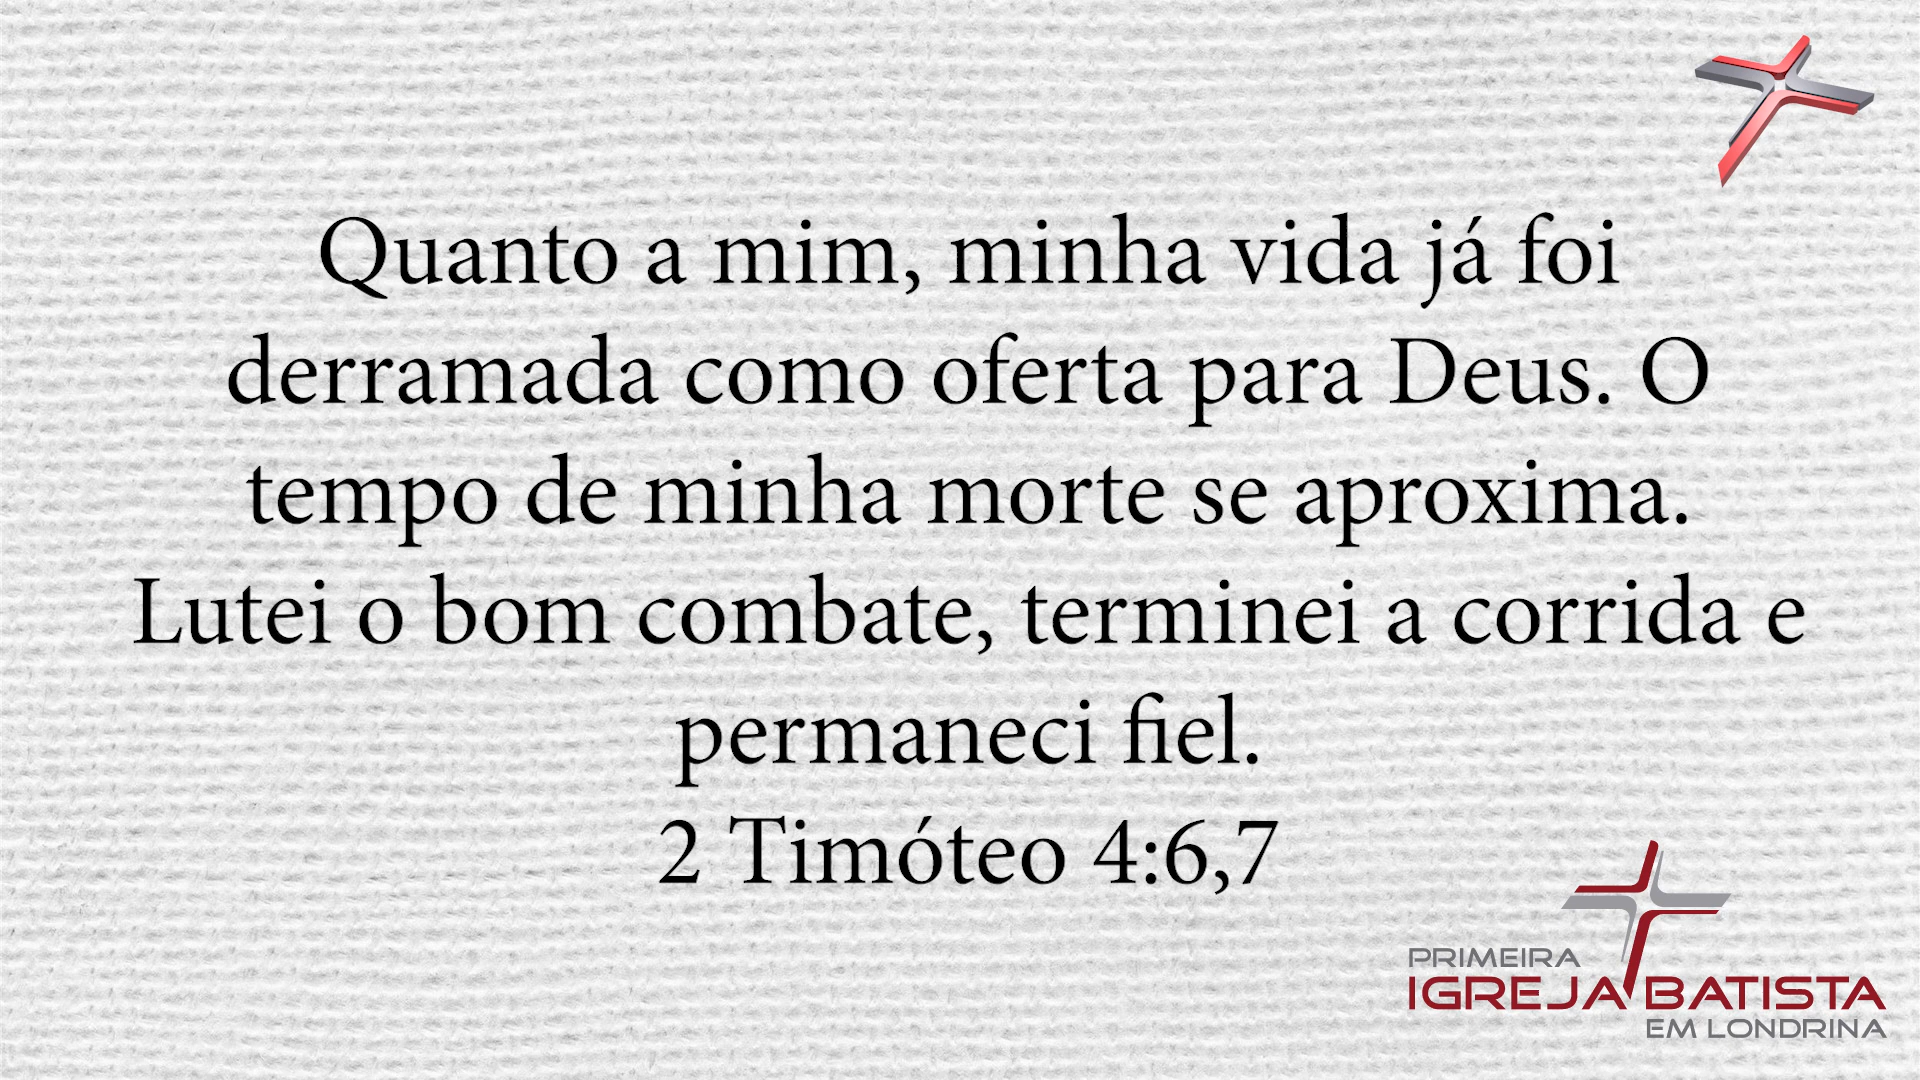 Quanto a mim, minha vida já foi
derramada como oferta para Deus. O
tempo de minha morte se aproxima.
Lutei o bom combate, terminei a corrida e
permaneci fiel.
2 Timóteo 4:6,7
PRIMEIRA
IGREJA BATISTA
EM LONDRINA